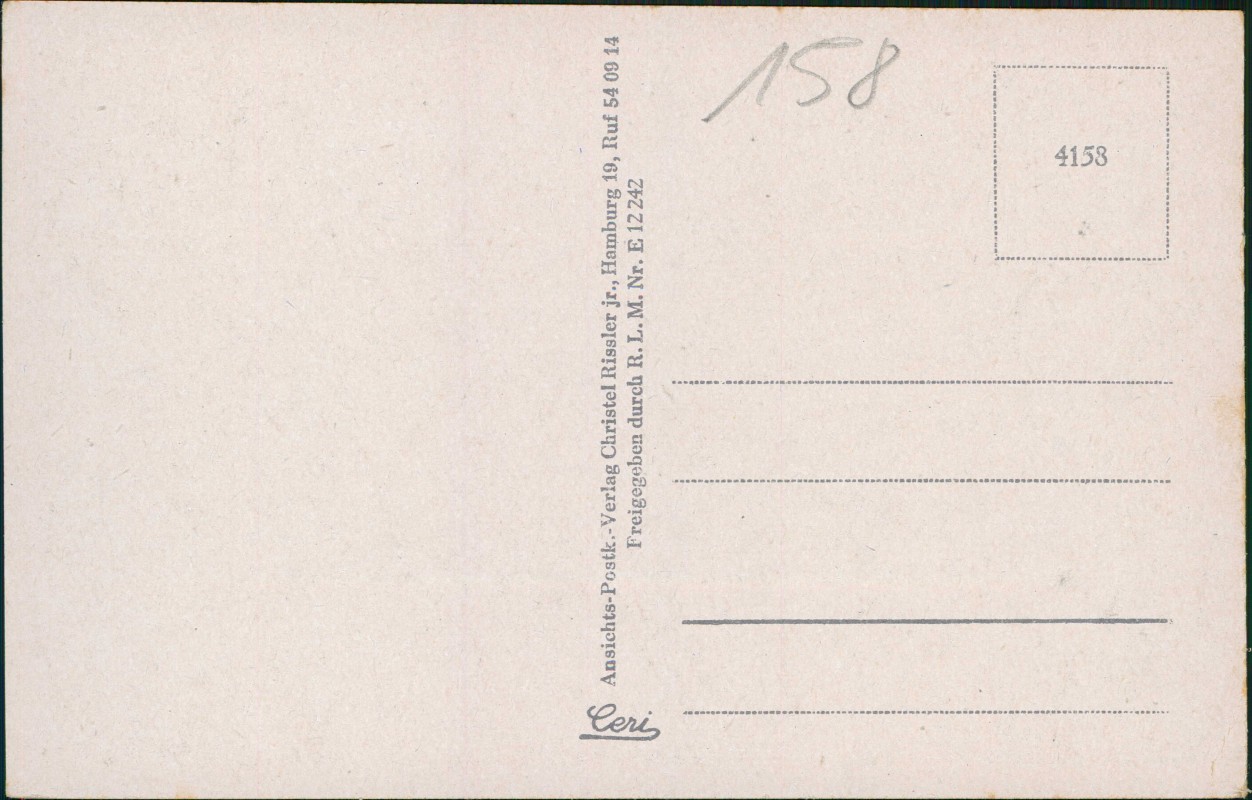 158
4158
Ansichts-Postk.-Verlag Christel Rissler jr., Hamburg 19, Ruf 54 09 14
Freigegeben durch R. L. M. Nr. E 12 242
Ceri